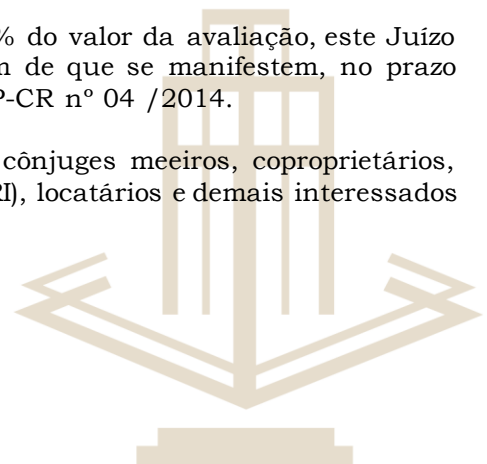 % do valor da avaliação, este Juízo
de que se manifestem, no prazo
P-CR nº 04 /2014.
cônjuges meeiros, coproprietários,
RI), locatários e demais interessados